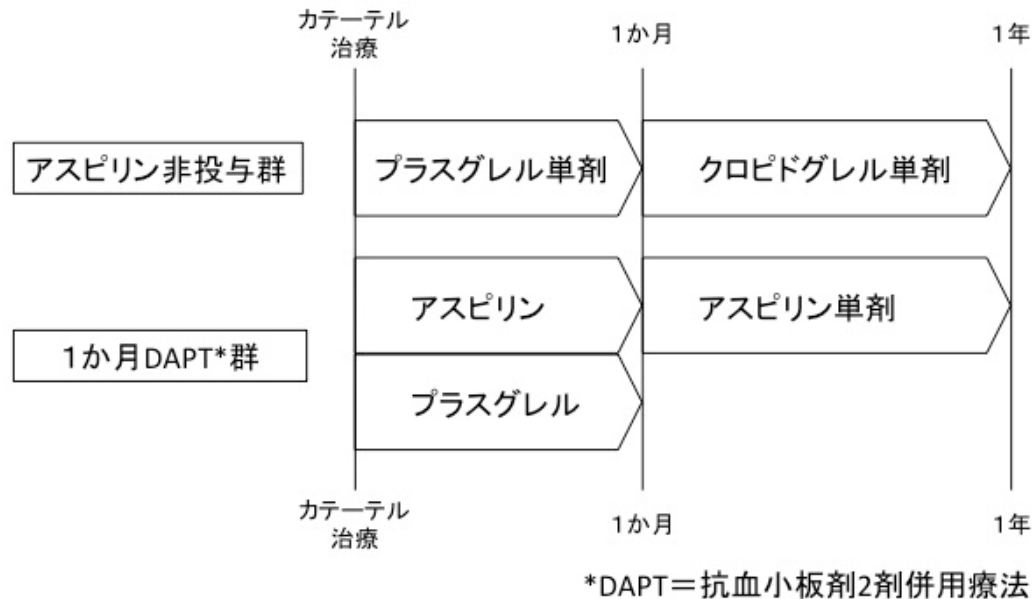 カテーテル
治療
1か月
1年
アスピリン非投与群
プラスグレル単剤
クロピドグレル単剤
アスピリン
アスピリン単剤
1か月DAPT*群
プラスグレル
カテーテル
治療
1か月
1年
*DAPT=抗血小板剤2剤併用療法